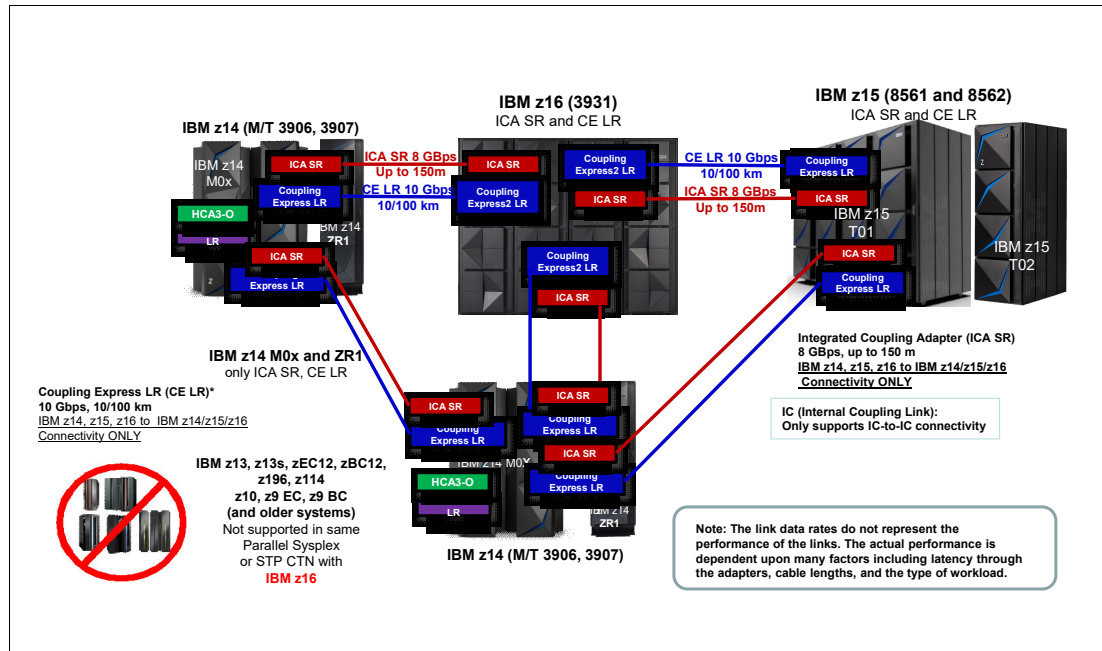 IBM z14 (M/T 3906, 3907)
IBM z14
M0x
ICA SR
Coupling
Express LR
HCA3-O
LR
IBM z14
ZR1
ICA SR
Coupling
Express LR
Z
ICA SR 8 GBps
Up to 150m
CE LR 10 Gbps
10/100 km
IBM z16 (3931)
ICA SR and CE LR
ICA SR
Coupling
Express2 LR
Coupling
Express2 LR
ICA SR
Coupling
Express2 LR
ICA SR
CE LR 10 Gbps
10/100 km
ICA SR 8 GBps
Up to 150m
IBM z15 (8561 and 8562)
ICA SR and CE LR
Coupling
Express LR
ICA SR
IBM z15
T01
ICA SR
Coupling
Express LR
Z
IBM z15
T02
IBM z14 M0x and ZR1
only ICA SR, CE LR
Coupling Express LR (CE LR)*
10 Gbps, 10/100 km
IBM z14, z15, z16 to IBM z14/z15/z16
Connectivity ONLY
IBM z13, z13s, zEC12, zBC12,
z196, z114
z10, z9 EC, z9 BC
(and older systems)
Not supported in same
Parallel Sysplex
or STP CTN with
IBM z16
ICA SR
Coupling
Express LR
HCA3-O
LR
IBM z14 M0x
ICA SR
Coupling
Express LR
ICA SR
Coupling
Express LR
IBM z14
ZR1
IBM z14 (M/T 3906, 3907)
Integrated Coupling Adapter (ICA SR)
8 GBps, up to 150 m
IBM z14, z15, z16 to IBM z14/z15/z16
Connectivity ONLY
IC (Internal Coupling Link):
Only supports IC-to-IC connectivity
Note: The link data rates do not represent the
performance of the links. The actual performance is
dependent upon many factors including latency through
the adapters, cable lengths, and the type of workload.